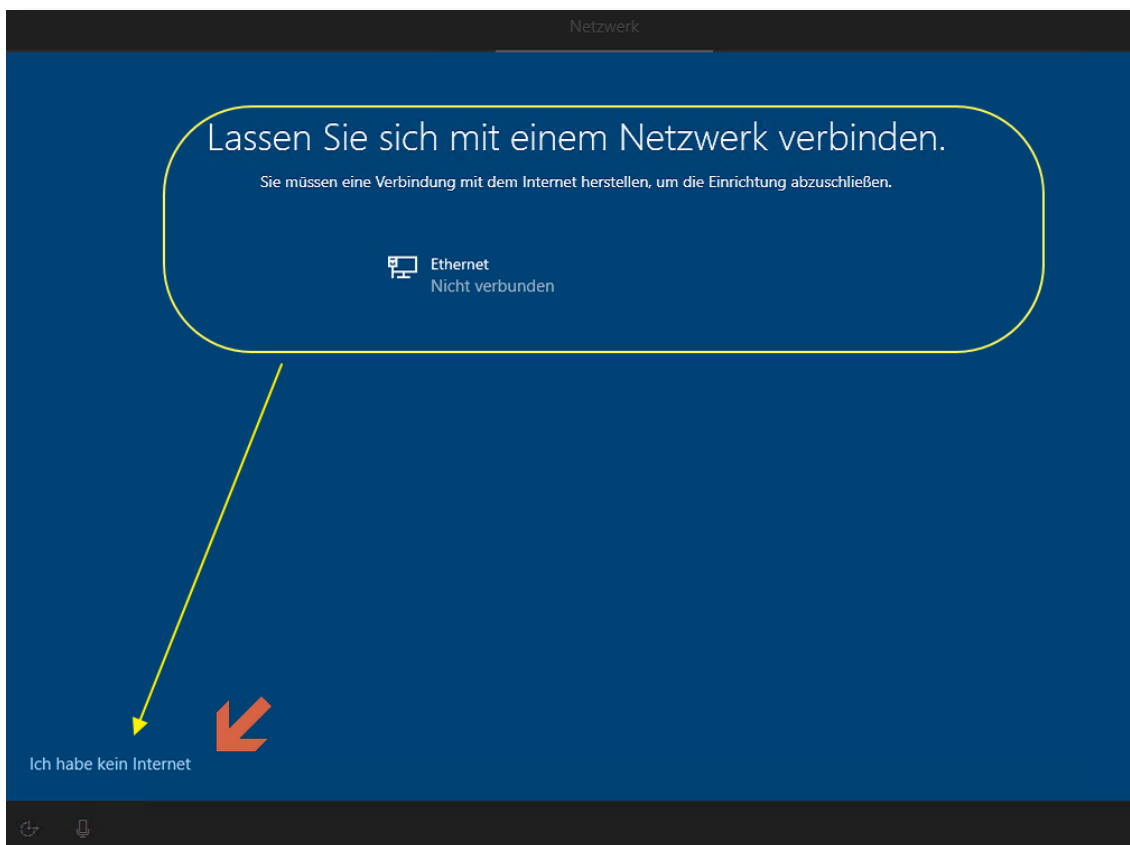 Netzwerk
Lassen Sie sich mit einem Netzwerk verbinden.
Sie müssen eine Verbindung mit dem Internet herstellen, um die Einrichtung abzuschließen.
Ethernet
Nicht verbunden
Ich habe kein Internet